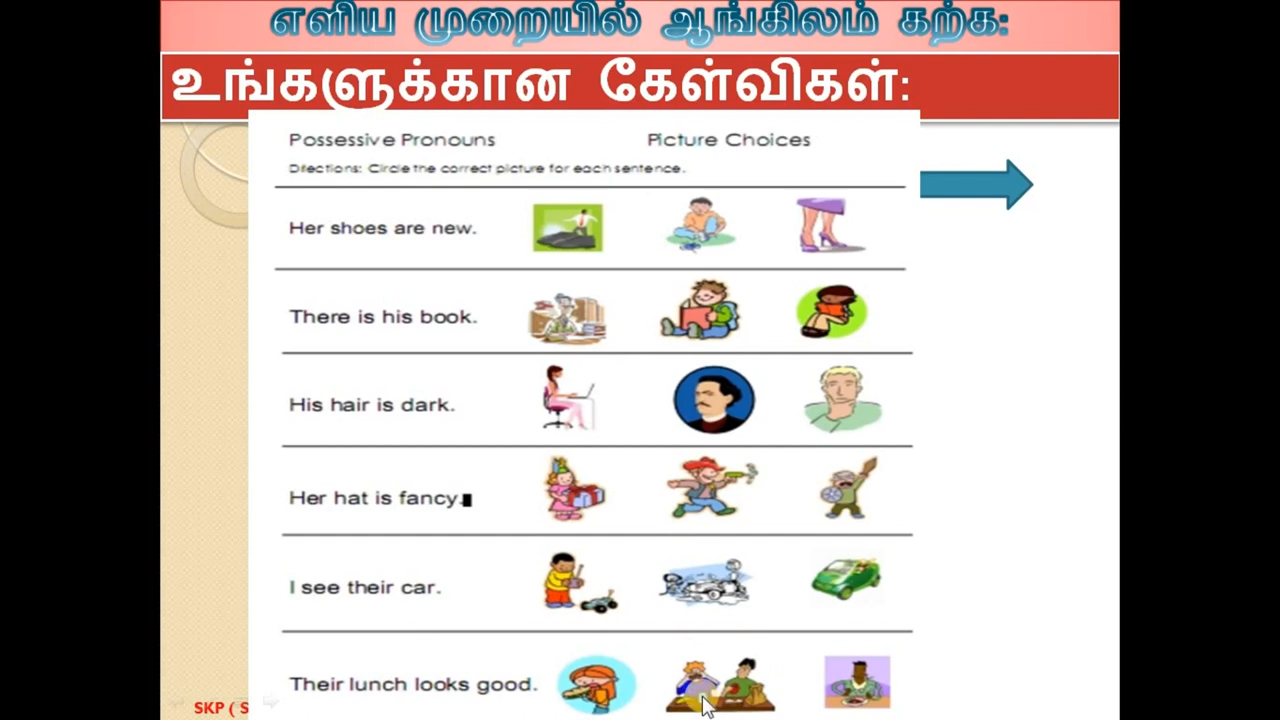 எளிய முறையில் ஆங்கிலம் கற்க:
உங்களுக்கான கேள்விகள்:
Possessive Pronouns Picture Choices
Directions: Circle the correct picture for each sentence.
Her shoes are new.
There is his book.
His hair is dark.
Her hat is fancy.
I see their car.
Their lunch looks good.
SKP ( S